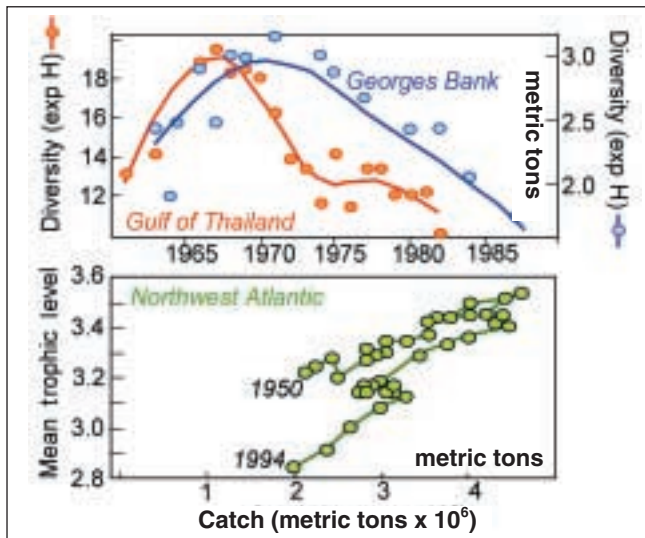 Diversity (exp H)
18
16
14
12
Georges Bank
Gulf of Thailand
metric tons
3.0
2.5
2.0
Diversity (exp H)
1965 1970 1975 1980 1985
Mean trophic level
3.6
3.4
3.2
3.0
2.8
Northwest Atlantic
1950
1994
metric tons
1 2 3 4
Catch (metric tons x 10⁶)